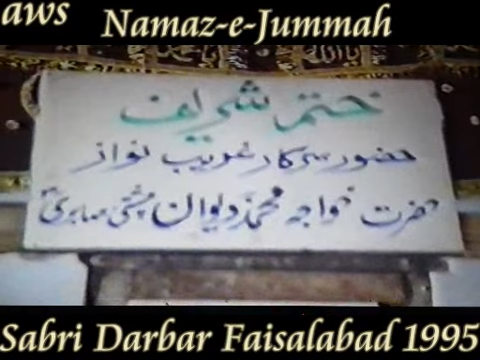 aws Namaz-e-Jummah
ختم شریف
حضور سرکار غریب نواز
حضرت خواجہ محمد دیوان چشتی صابری
Sabri Darbar Faisalabad 1995